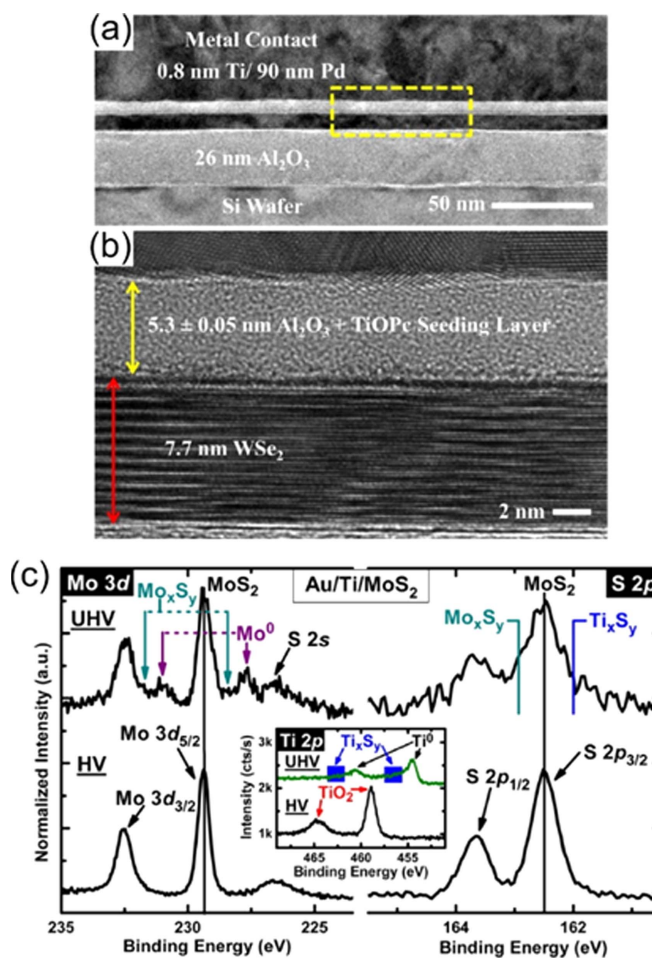 (a)
Metal Contact
0.8 nm Ti/ 90 nm Pd
26 nm Al₂O₃
Si Wafer
50 nm
(b)
5.3 ± 0.05 nm Al₂O₃ + TiOPc Seeding Layer
7.7 nm WSe₂
2 nm
(c)
Mo 3d
MoS₂
Au/Ti/MoS₂
MoS₂
S 2p
MoₓSᵧ
UHV
Mo⁰
S 2s
MoₓSᵧ
TiₓSᵧ
Mo 3d₅/₂
HV
Mo 3d₃/₂
Ti 2p
TiₓSᵧ
Ti⁰
UHV
TiO₂
HV
3k
2k
1k
Intensity (cts/s)
465 460 455
Binding Energy (eV)
S 2p₃/₂
S 2p₁/₂
Normalized Intensity (a.u.)
235 230 225
164 162
Binding Energy (eV)
Binding Energy (eV)